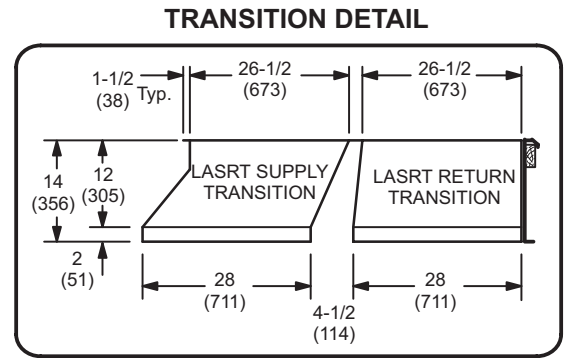 TRANSITION DETAIL
1-1/2
(38) Typ.
26-1/2
(673)
26-1/2
(673)
14
(356)
12
(305)
LASRT SUPPLY
TRANSITION
LASRT RETURN
TRANSITION
2
(51)
28
(711)
28
(711)
4-1/2
(114)